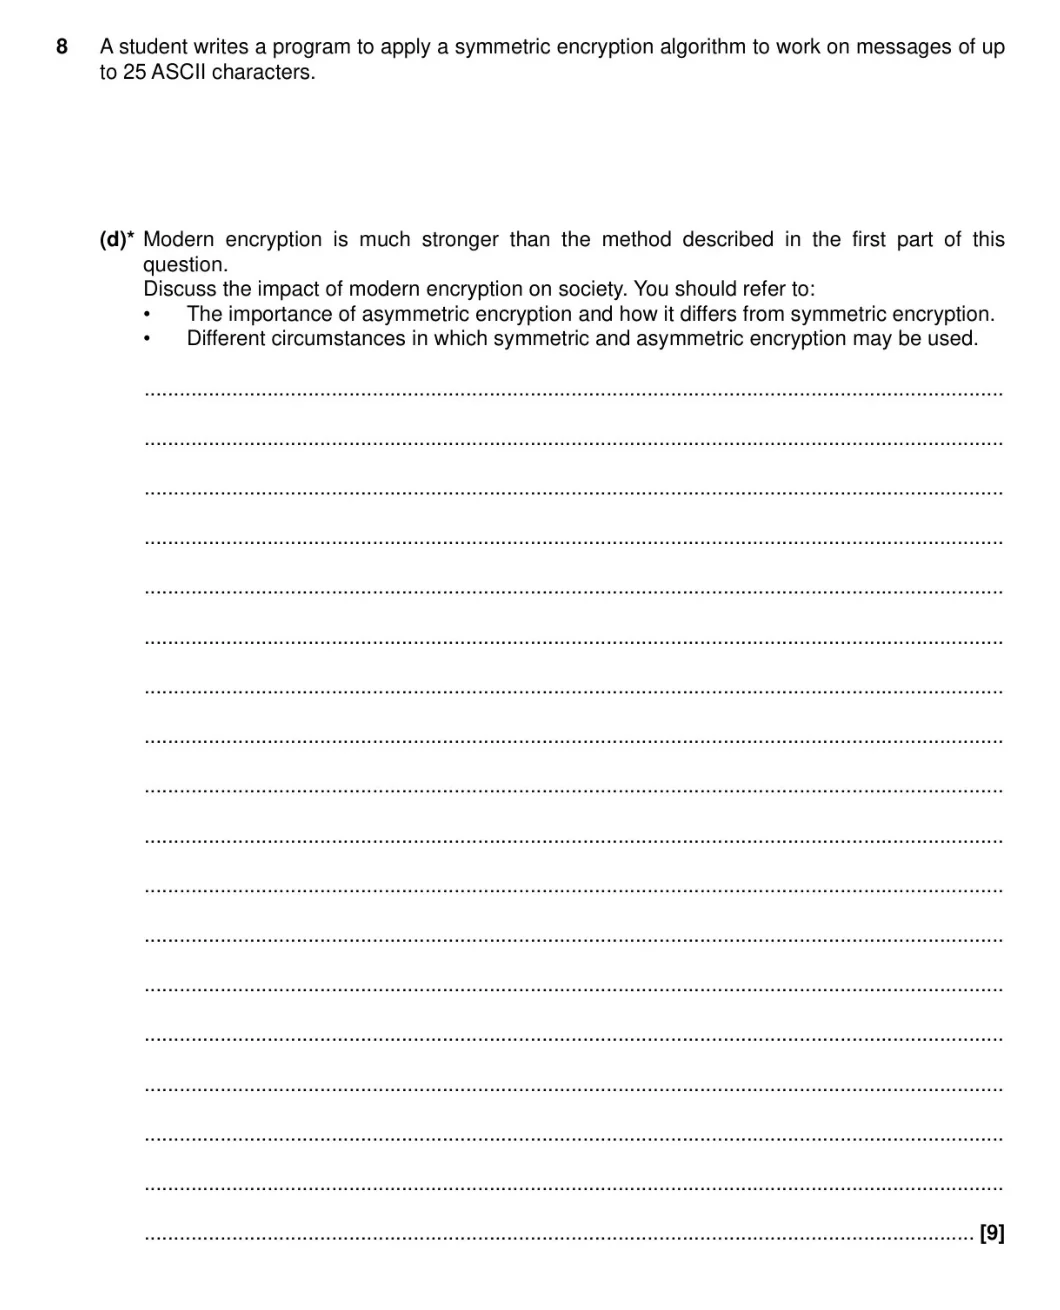 8 A student writes a program to apply a symmetric encryption algorithm to work on messages of up
to 25 ASCII characters.
(d)* Modern encryption is much stronger than the method described in the first part of this
question.
Discuss the impact of modern encryption on society. You should refer to:
• The importance of asymmetric encryption and how it differs from symmetric encryption.
• Different circumstances in which symmetric and asymmetric encryption may be used.
[9]